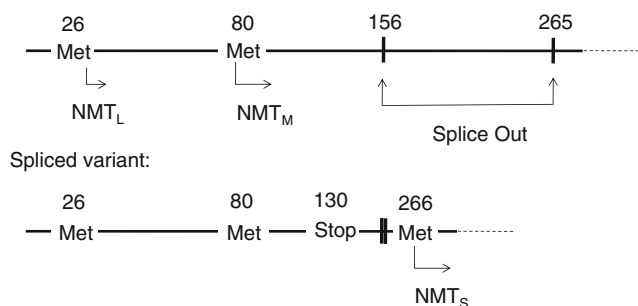 26 80 156 265
Met Met
NMT_L NMT_M Splice Out
Spliced variant:
26 80 130 266
Met Met Stop Met
NMT_S